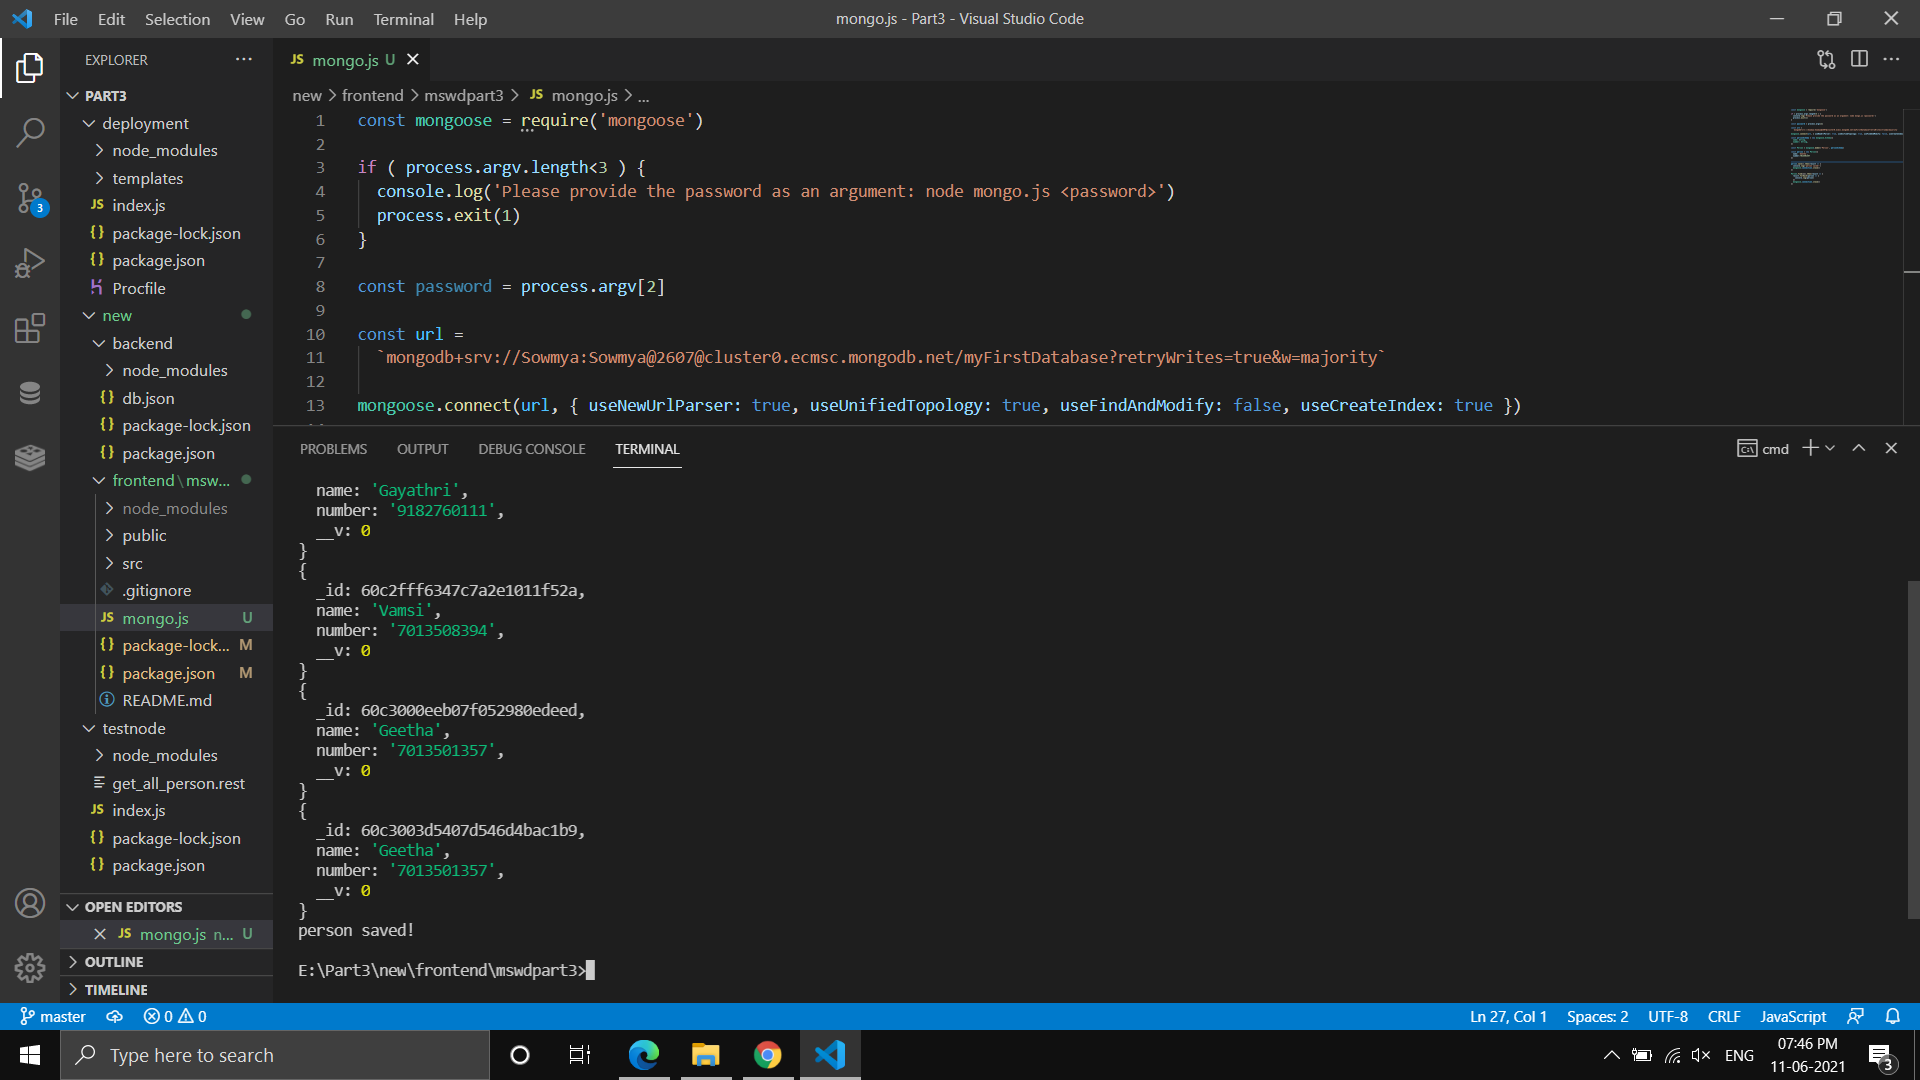 File Edit Selection View Go Run Terminal Help
mongo.js - Part3 - Visual Studio Code
EXPLORER
PART3
deployment
node_modules
templates
JS index.js
{} package-lock.json
{} package.json
Procfile
new
backend
node_modules
{} db.json
{} package-lock.json
{} package.json
frontend\msw...
node_modules
public
src
.gitignore
JS mongo.js U
{} package-lock... M
{} package.json M
README.md
testnode
node_modules
get_all_person.rest
JS index.js
{} package-lock.json
{} package.json
OPEN EDITORS
JS mongo.js n... U
OUTLINE
TIMELINE
3
JS mongo.js U
new > frontend > mswdpart3 > JS mongo.js > ...
1 const mongoose = require('mongoose')
2
3 if ( process.argv.length<3 ) {
4 console.log('Please provide the password as an argument: node mongo.js <password>')
5 process.exit(1)
6 }
7
8 const password = process.argv[2]
9
10 const url =
11 `mongodb+srv://Sowmya:Sowmya@2607@cluster0.ecmsc.mongodb.net/myFirstDatabase?retryWrites=true&w=majority`
12
13 mongoose.connect(url, { useNewUrlParser: true, useUnifiedTopology: true, useFindAndModify: false, useCreateIndex: true })
PROBLEMS OUTPUT DEBUG CONSOLE TERMINAL
cmd
name: 'Gayathri',
number: '9182760111',
__v: 0
}
{
_id: 60c2fff6347c7a2e1011f52a,
name: 'Vamsi',
number: '7013508394',
__v: 0
}
{
_id: 60c3000eeb07f052980edeed,
name: 'Geetha',
number: '7013501357',
__v: 0
}
{
_id: 60c3003d5407d546d4bac1b9,
name: 'Geetha',
number: '7013501357',
__v: 0
}
person saved!
E:\Part3\new\frontend\mswdpart3>
master 0 0
Ln 27, Col 1 Spaces: 2 UTF-8 CRLF JavaScript
Type here to search
ENG
07:46 PM
11-06-2021
3